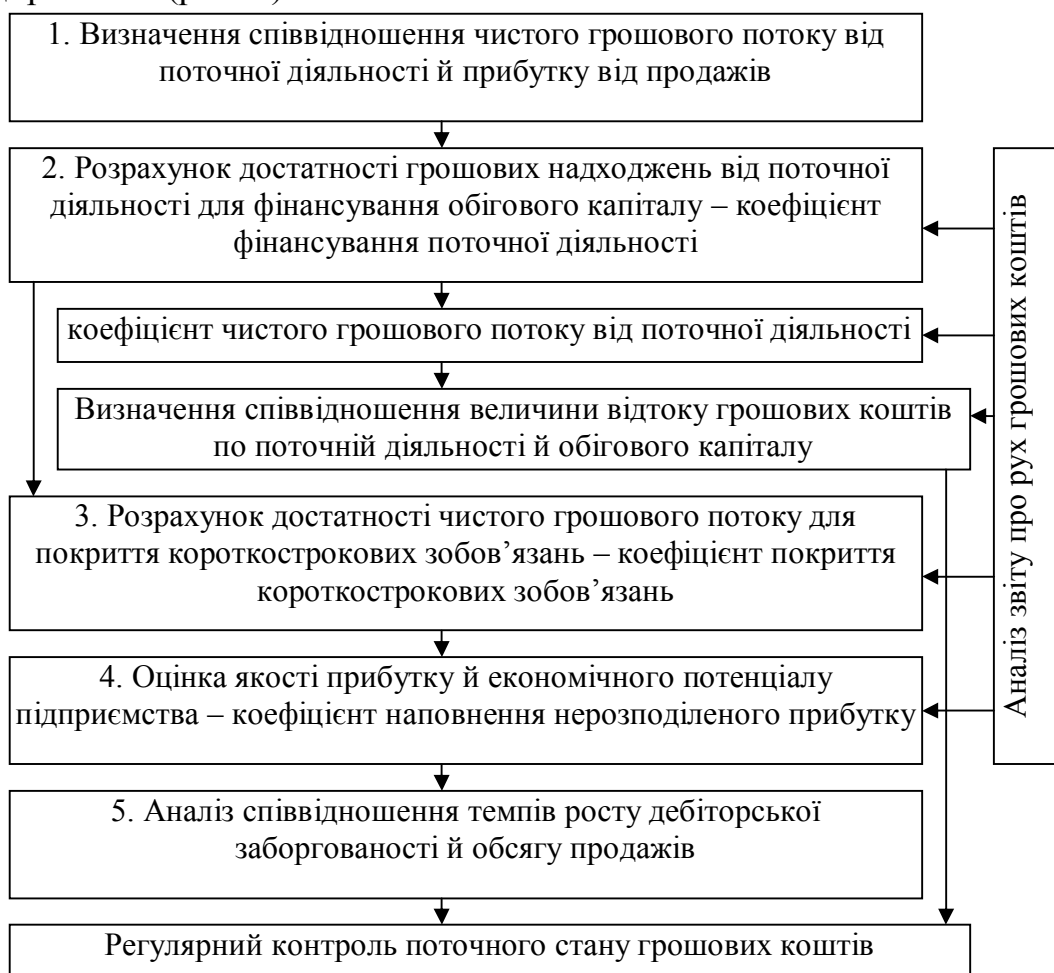 1. Визначення співвідношення чистого грошового потоку від
поточної діяльності й прибутку від продажів
2. Розрахунок достатності грошових надходжень від поточної
діяльності для фінансування обігового капіталу – коефіцієнт
фінансування поточної діяльності
коефіцієнт чистого грошового потоку від поточної діяльності
Визначення співвідношення величини відтоку грошових коштів
по поточній діяльності й обігового капіталу
3. Розрахунок достатності чистого грошового потоку для
покриття короткострокових зобов’язань – коефіцієнт покриття
короткострокових зобов’язань
4. Оцінка якості прибутку й економічного потенціалу
підприємства – коефіцієнт наповнення нерозподіленого прибутку
5. Аналіз співвідношення темпів росту дебіторської
заборгованості й обсягу продажів
Регулярний контроль поточного стану грошових коштів
Аналіз звіту про рух грошових коштів